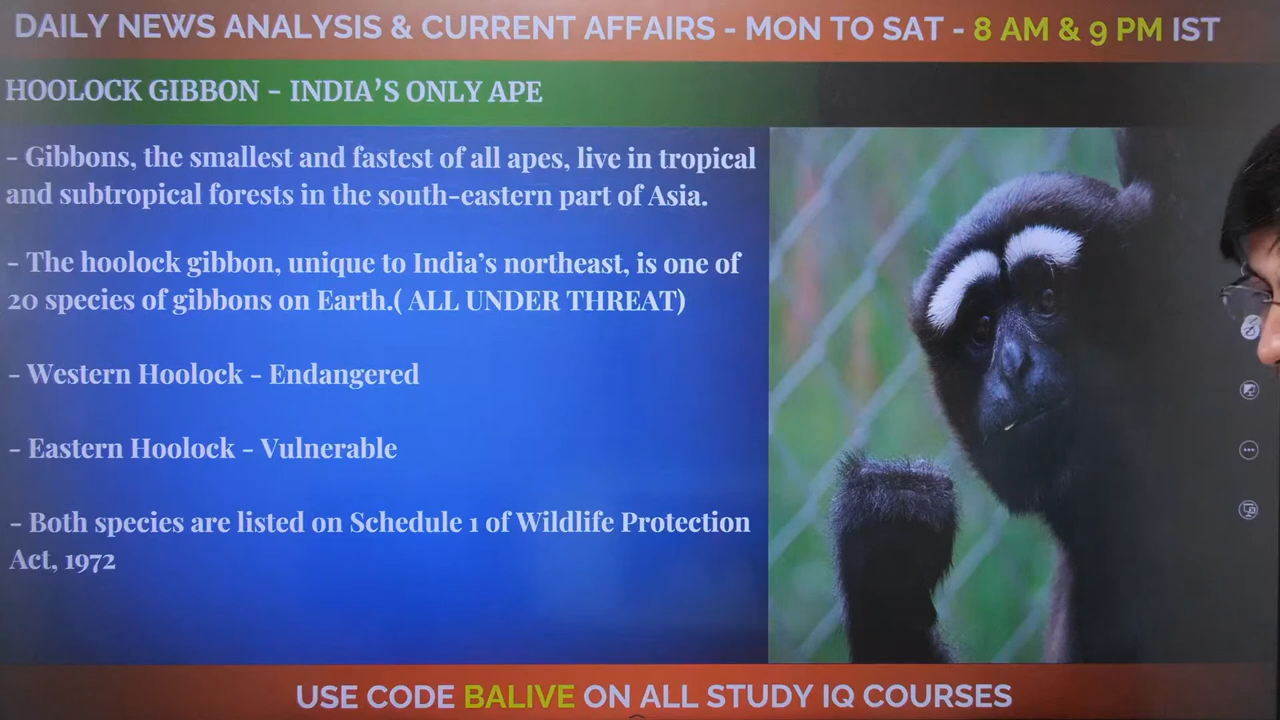 DAILY NEWS ANALYSIS & CURRENT AFFAIRS - MON TO SAT - 8 AM & 9 PM IST
HOOLOCK GIBBON - INDIA'S ONLY APE
- Gibbons, the smallest and fastest of all apes, live in tropical
and subtropical forests in the south-eastern part of Asia.
- The hoolock gibbon, unique to India's northeast, is one of
20 species of gibbons on Earth.( ALL UNDER THREAT)
- Western Hoolock - Endangered
- Eastern Hoolock - Vulnerable
- Both species are listed on Schedule 1 of Wildlife Protection
Act, 1972
USE CODE BALIVE ON ALL STUDY IQ COURSES